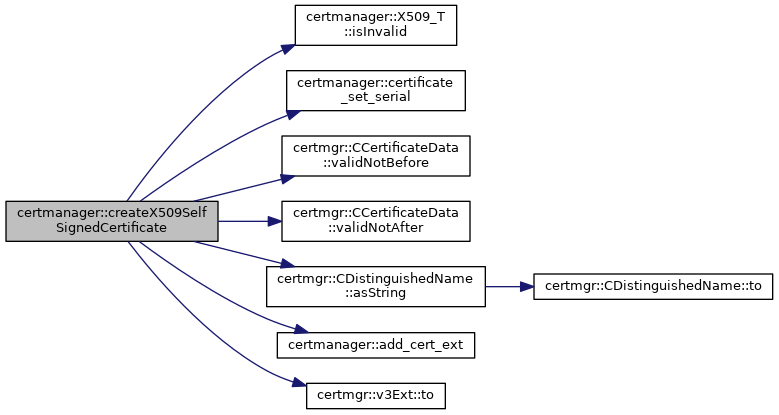 certmanager::X509_T
::isInvalid
certmanager::certificate
_set_serial
certmgr::CCertificateData
::validNotBefore
certmanager::createX509Self
SignedCertificate
certmgr::CCertificateData
::validNotAfter
certmgr::CDistinguishedName
::asString
certmgr::CDistinguishedName::to
certmanager::add_cert_ext
certmgr::v3Ext::to